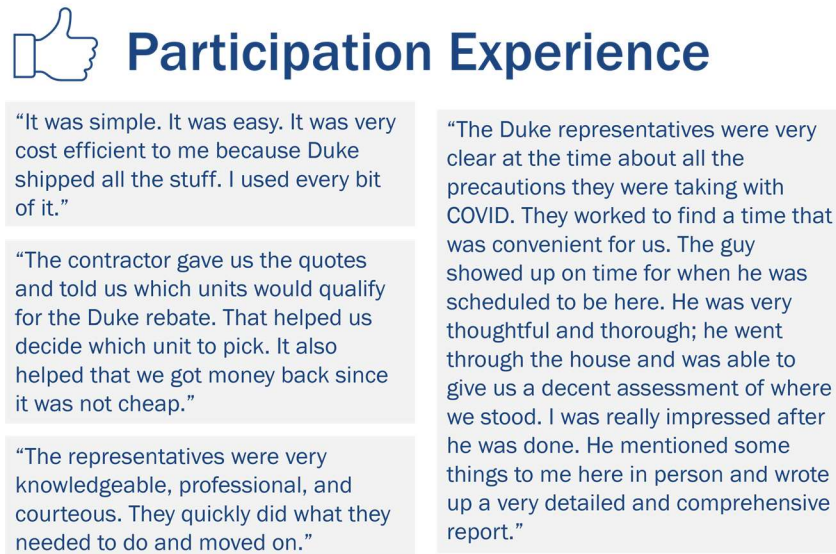 Participation Experience
“It was simple. It was easy. It was very
cost efficient to me because Duke
shipped all the stuff. I used every bit
of it.”
“The contractor gave us the quotes
and told us which units would qualify
for the Duke rebate. That helped us
decide which unit to pick. It also
helped that we got money back since
it was not cheap.”
“The representatives were very
knowledgeable, professional, and
courteous. They quickly did what they
needed to do and moved on.”
“The Duke representatives were very
clear at the time about all the
precautions they were taking with
COVID. They worked to find a time that
was convenient for us. The guy
showed up on time for when he was
scheduled to be here. He was very
thoughtful and thorough; he went
through the house and was able to
give us a decent assessment of where
we stood. I was really impressed after
he was done. He mentioned some
things to me here in person and wrote
up a very detailed and comprehensive
report.”